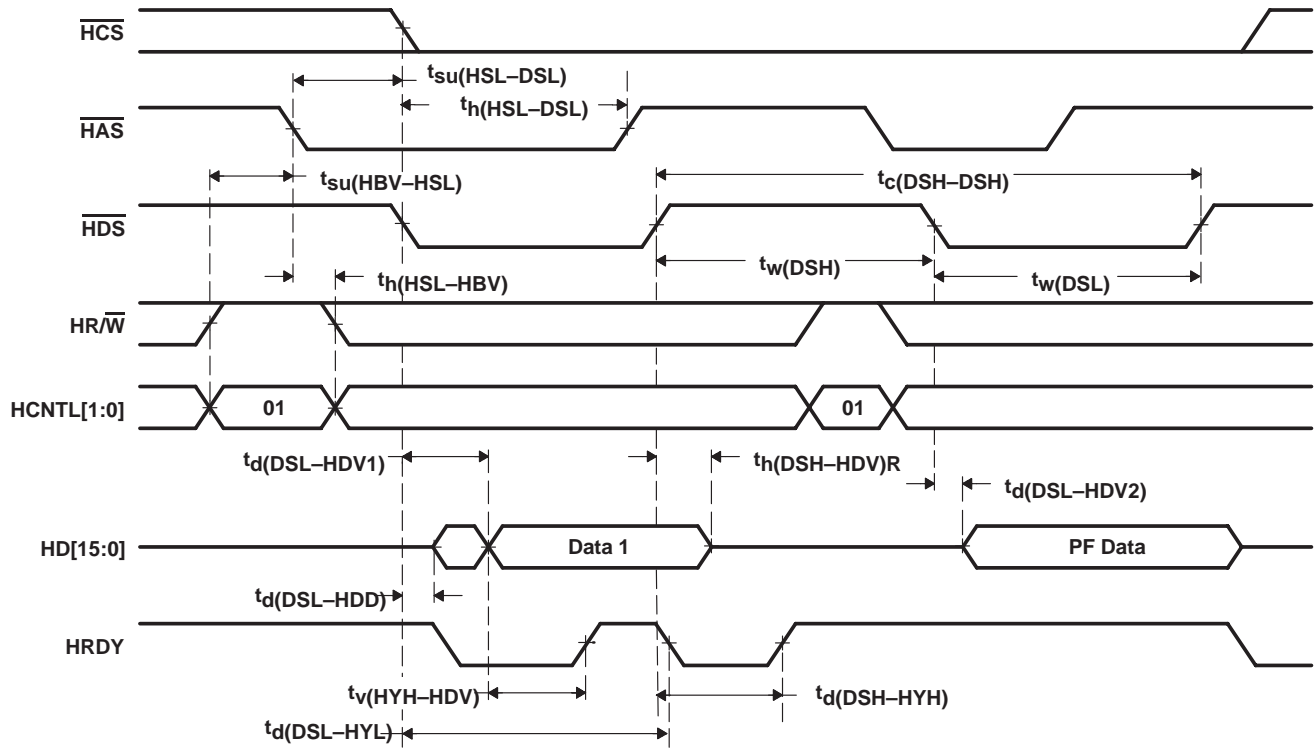 HCS
tsu(HSL–DSL)
th(HSL–DSL)
HAS
tsu(HBV–HSL)
tc(DSH–DSH)
HDS
tw(DSH)
th(HSL–HBV)
tw(DSL)
HR/W
HCNTL[1:0]
01
01
td(DSL–HDV1)
th(DSH–HDV)R
td(DSL–HDV2)
HD[15:0]
Data 1
PF Data
td(DSL–HDD)
HRDY
tv(HYH–HDV)
td(DSH–HYH)
td(DSL–HYL)